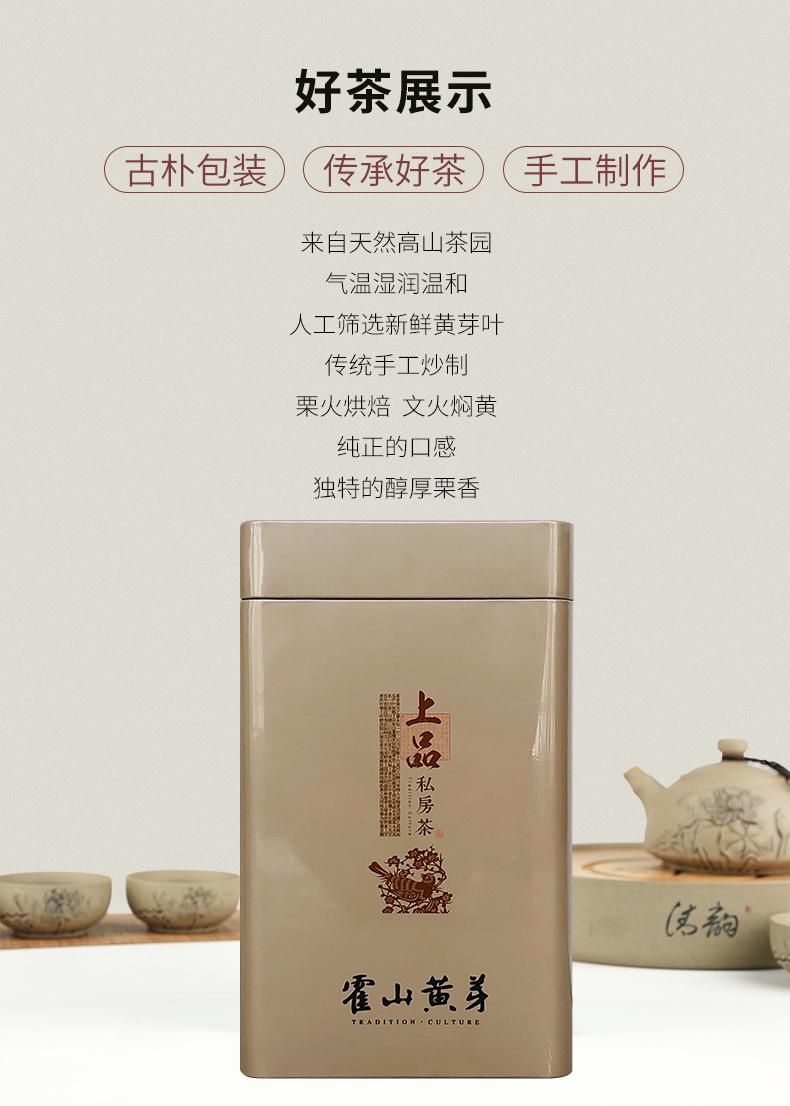 好茶展示
古朴包装 传承好茶 手工制作
来自天然高山茶园
气温湿润温和
人工筛选新鲜黄芽叶
传统手工炒制
栗火烘焙 文火焖黄
纯正的口感
独特的醇厚栗香
上品
私房茶
Tradition Culture
清韵
霍山黄芽
TRADITION·CULTURE